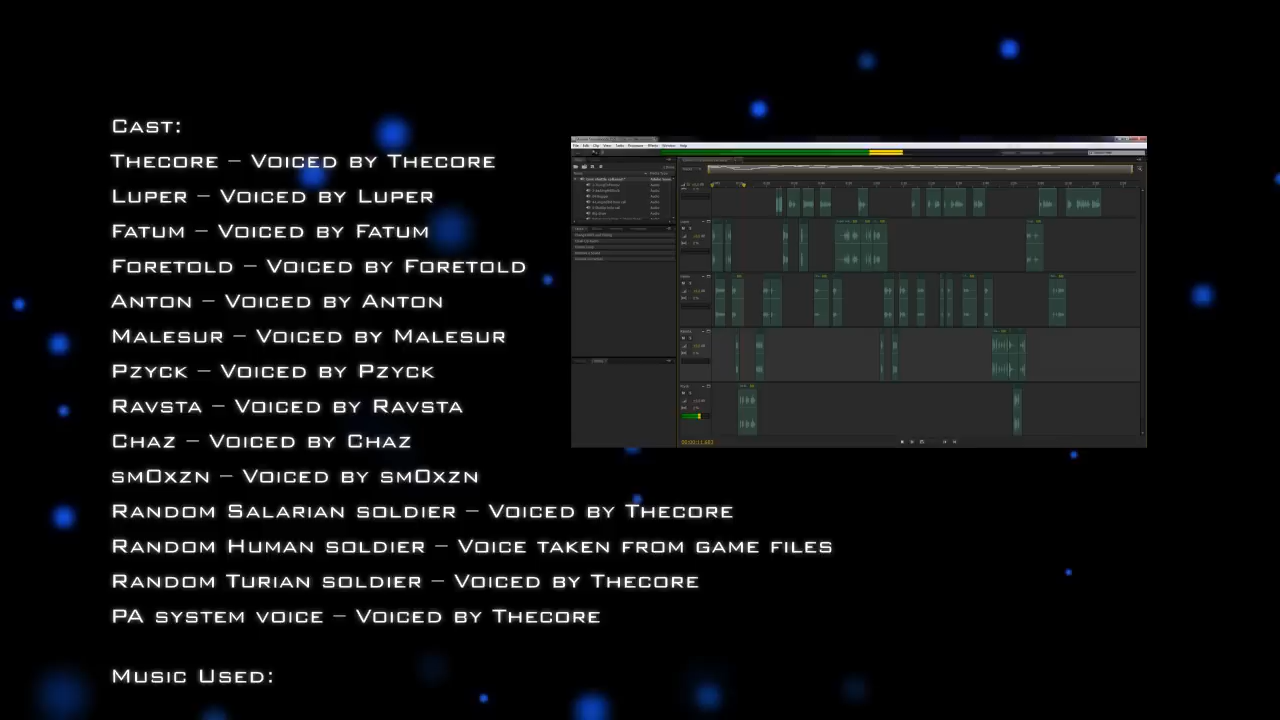 Cast:
Thecore – Voiced by Thecore
Luper – Voiced by Luper
Fatum – Voiced by Fatum
Foretold – Voiced by Foretold
Anton – Voiced by Anton
Malesur – Voiced by Malesur
Pzyck – Voiced by Pzyck
Ravsta – Voiced by Ravsta
Chaz – Voiced by Chaz
sm0xzn – Voiced by sm0xzn
Random Salarian soldier – Voiced by Thecore
Random Human soldier – Voice taken from game files
Random Turian soldier – Voiced by Thecore
PA system voice – Voiced by Thecore
Music Used: